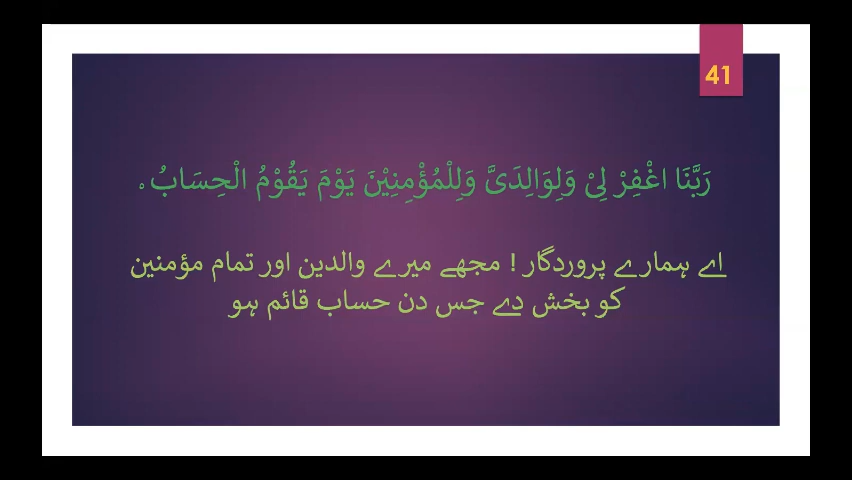 41
رَبَّنَا اغْفِرْ لِیْ وَلِوَالِدَیَّ وَلِلْمُؤْمِنِیْنَ یَوْمَ یَقُوْمُ الْحِسَابُ ہ
اے ہمارے پروردگار ! مجھے میرے والدین اور تمام مؤمنین
کو بخش دے جس دن حساب قائم ہو